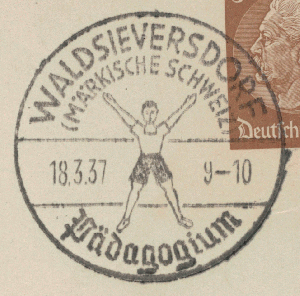 WALDSIEVERSDORF
(MÄRKISCHE SCHWEIZ)
18.3.37 9-10
Pädagogium
Deutsch